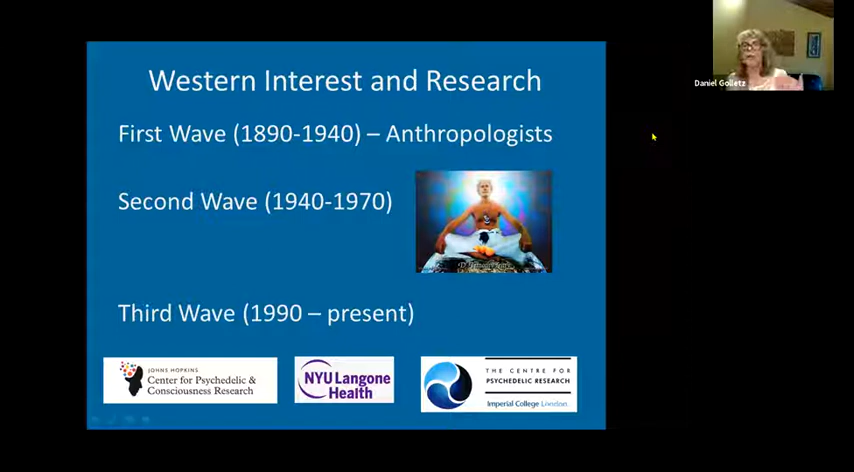 Western Interest and Research
First Wave (1890-1940) – Anthropologists
Second Wave (1940-1970)
Third Wave (1990 – present)
JOHNS HOPKINS
Center for Psychedelic &
Consciousness Research
NYU Langone
Health
THE CENTRE FOR
PSYCHEDELIC RESEARCH
Imperial College London
Daniel Golletz